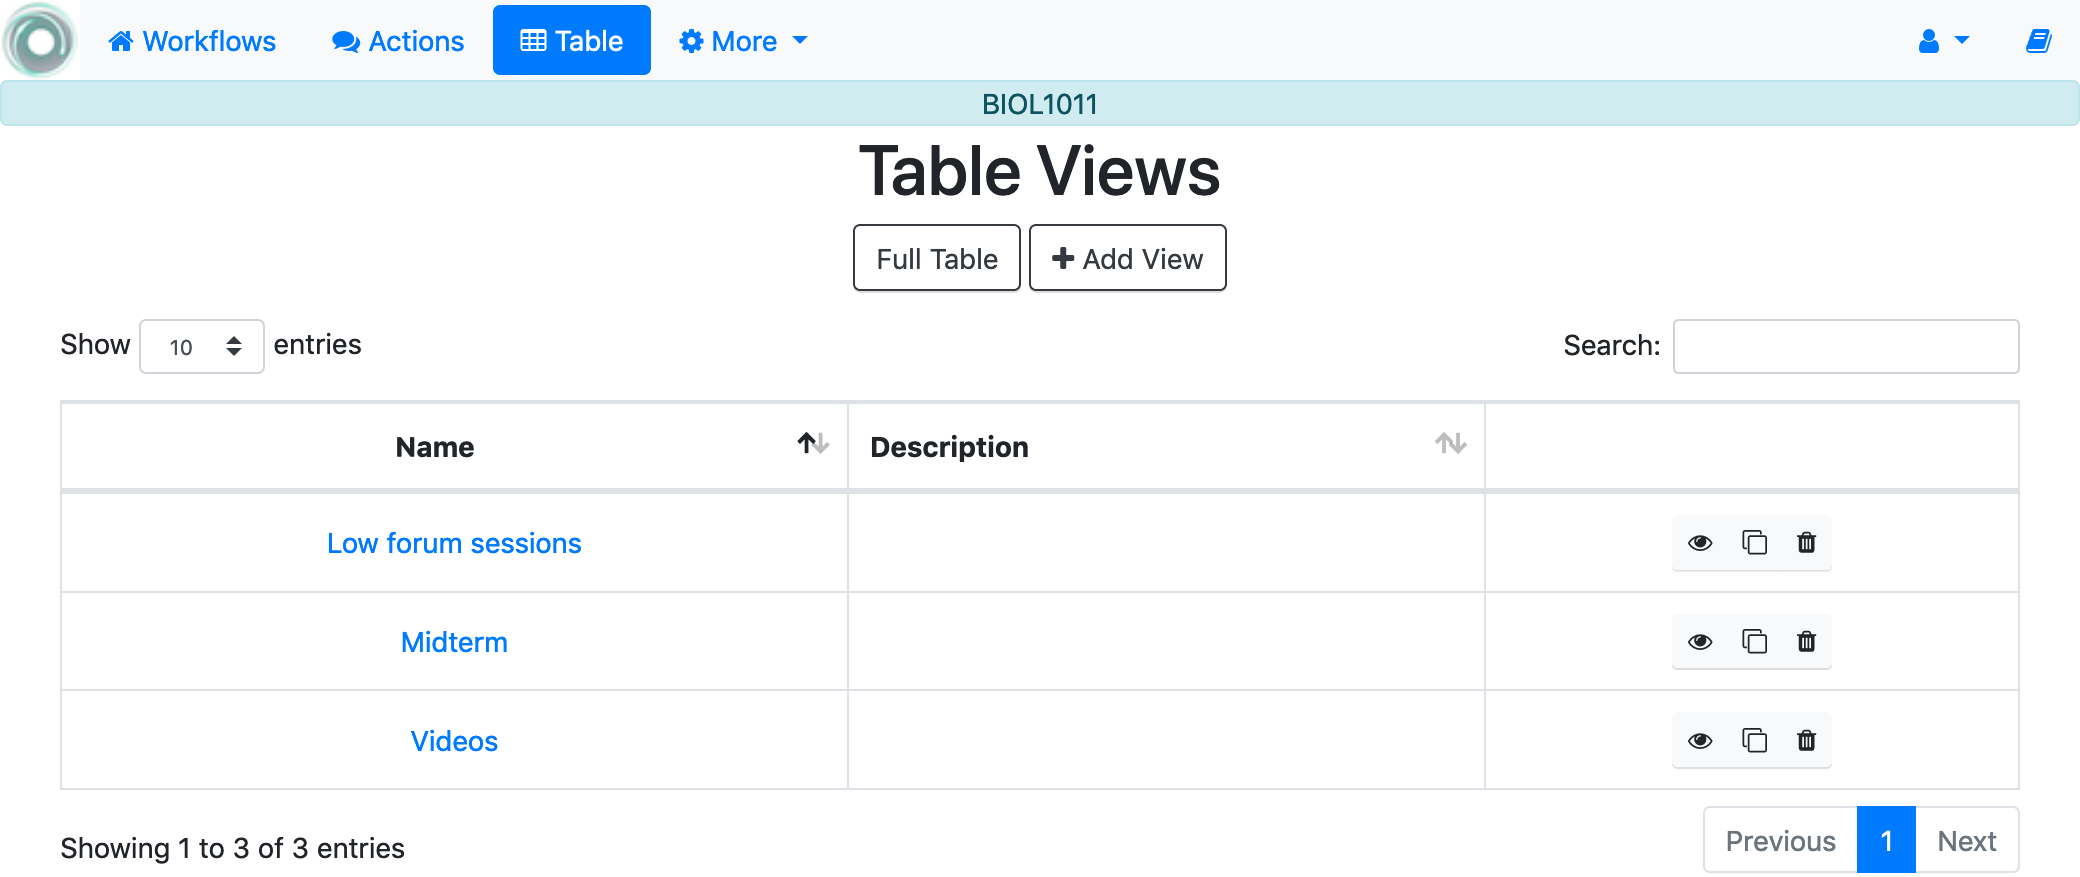 Workflows Actions Table More
BIOL1011
Table Views
Full Table Add View
Show 10 entries Search:
Name Description
Low forum sessions
Midterm
Videos
Showing 1 to 3 of 3 entries Previous 1 Next